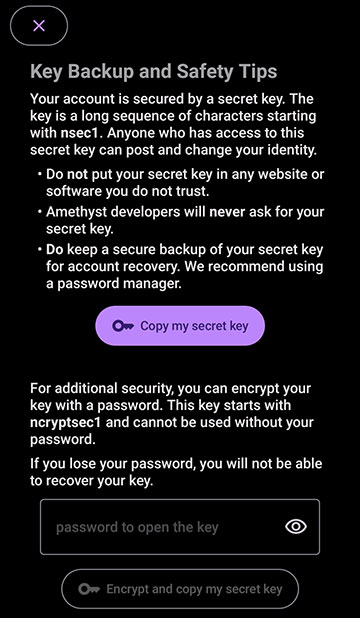 Key Backup and Safety Tips
Your account is secured by a secret key. The
key is a long sequence of characters starting
with nsec1. Anyone who has access to this
secret key can post and change your identity.
• Do not put your secret key in any website or
software you do not trust.
• Amethyst developers will never ask for your
secret key.
• Do keep a secure backup of your secret key
for account recovery. We recommend using
a password manager.
Copy my secret key
For additional security, you can encrypt your
key with a password. This key starts with
ncryptsec1 and cannot be used without your
password.
If you lose your password, you will not be able
to recover your key.
password to open the key
Encrypt and copy my secret key